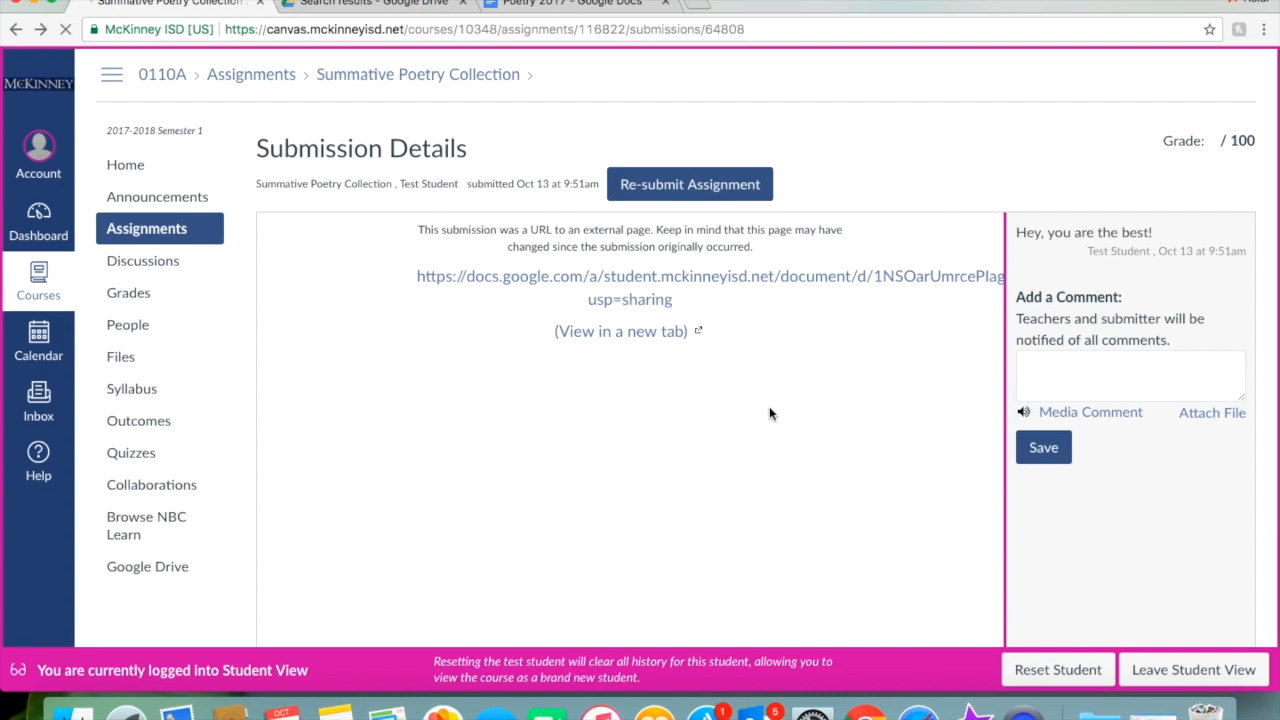 Summative Poetry Collection
Search results - Google Drive
Poetry 2017 - Google Docs
McKinney ISD [US]
https://canvas.mckinneyisd.net/courses/10348/assignments/116822/submissions/64808
MCKINNEY
Account
Dashboard
Courses
Calendar
Inbox
Help
0110A > Assignments > Summative Poetry Collection >
2017-2018 Semester 1
Home
Announcements
Assignments
Discussions
Grades
People
Files
Syllabus
Outcomes
Quizzes
Collaborations
Browse NBC
Learn
Google Drive
Submission Details
Grade: / 100
Summative Poetry Collection , Test Student submitted Oct 13 at 9:51am
Re-submit Assignment
This submission was a URL to an external page. Keep in mind that this page may have
changed since the submission originally occurred.
https://docs.google.com/a/student.mckinneyisd.net/document/d/1NSOarUmrcePlag
usp=sharing
(View in a new tab)
Hey, you are the best!
Test Student , Oct 13 at 9:51am
Add a Comment:
Teachers and submitter will be
notified of all comments.
Media Comment
Attach File
Save
You are currently logged into Student View
Resetting the test student will clear all history for this student, allowing you to
view the course as a brand new student.
Reset Student
Leave Student View
OCT
1
5